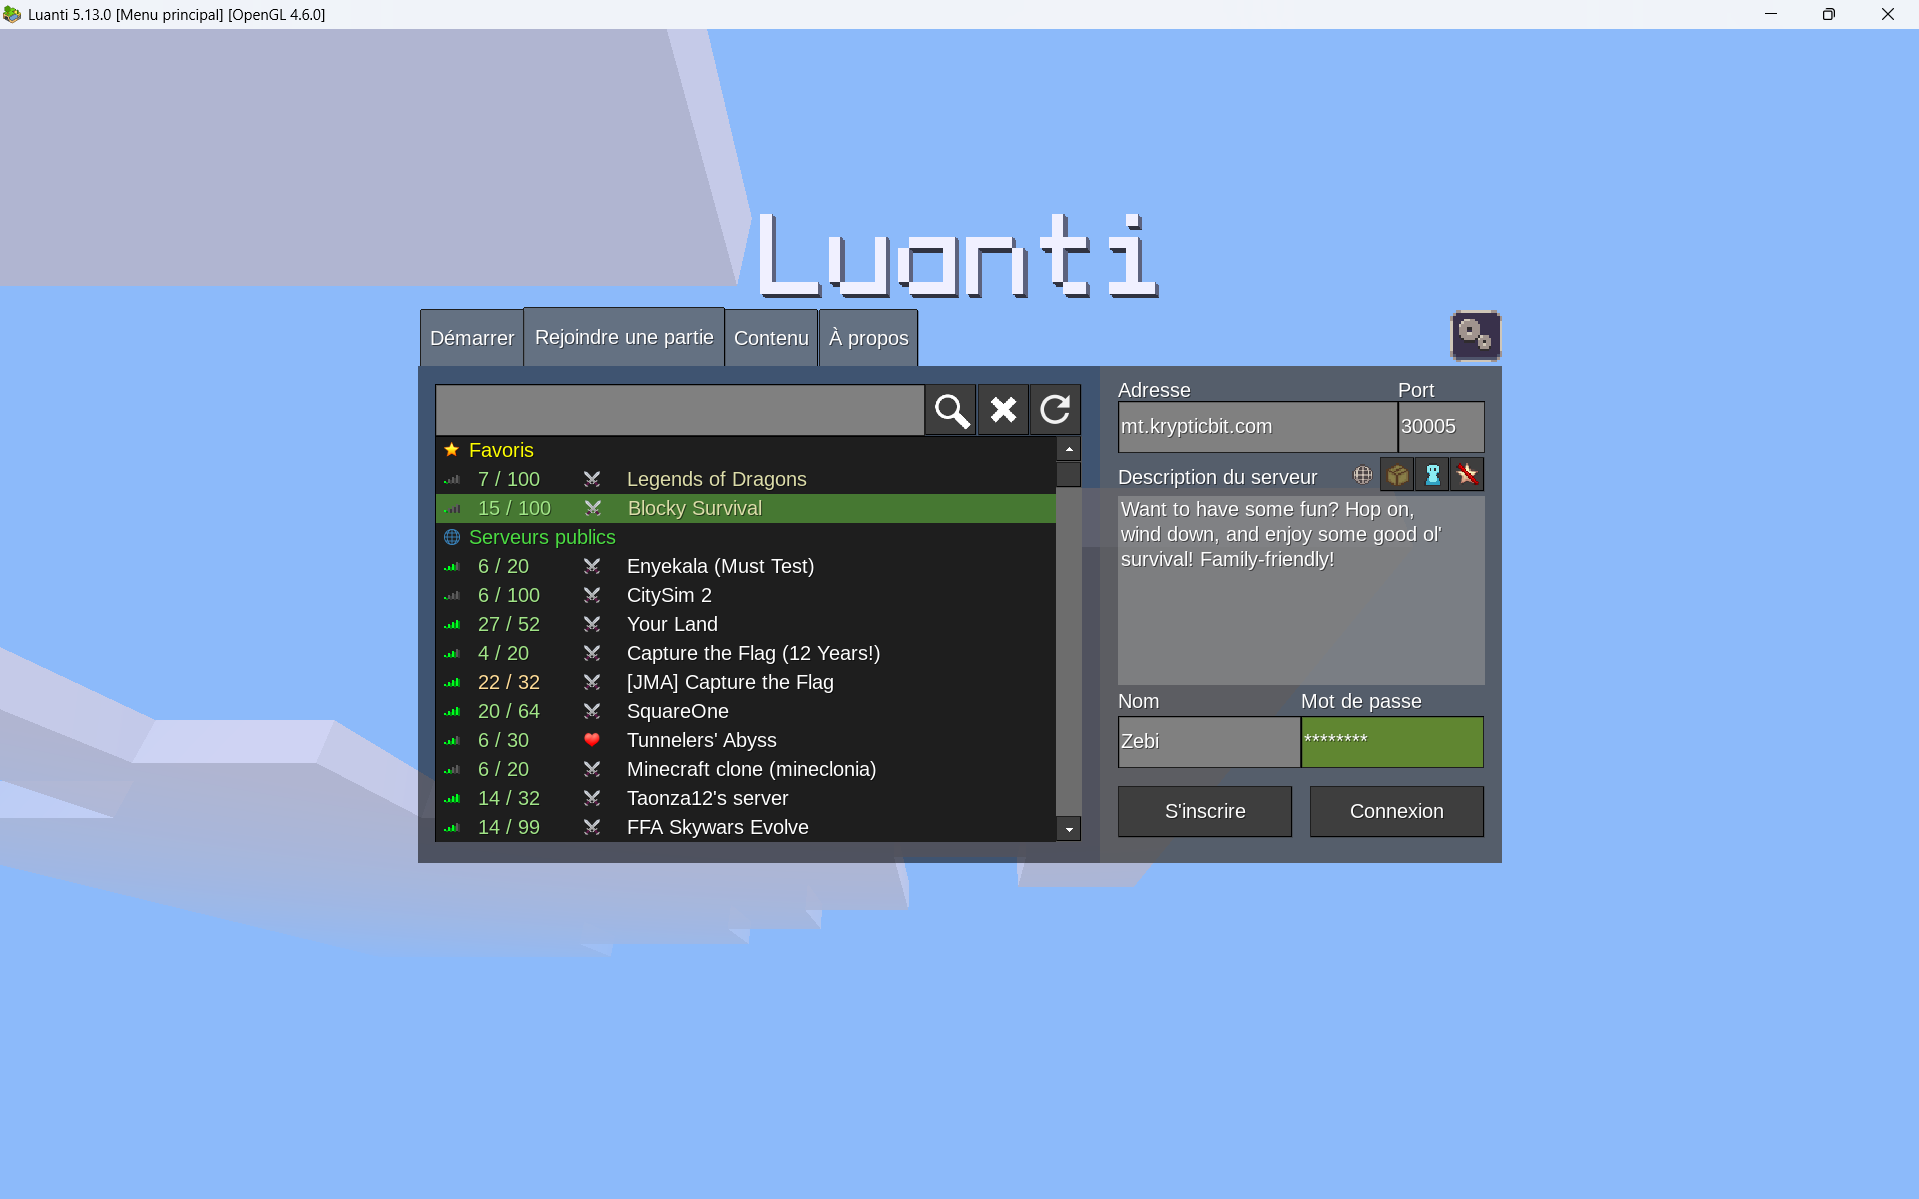 Luanti 5.13.0 [Menu principal] [OpenGL 4.6.0]
Luanti
Démarrer
Rejoindre une partie
Contenu
À propos
Favoris
7 / 100 Legends of Dragons
15 / 100 Blocky Survival
Serveurs publics
6 / 20 Enyekala (Must Test)
6 / 100 CitySim 2
27 / 52 Your Land
4 / 20 Capture the Flag (12 Years!)
22 / 32 [JMA] Capture the Flag
20 / 64 SquareOne
6 / 30 Tunnelers' Abyss
6 / 20 Minecraft clone (mineclonia)
14 / 32 Taonza12's server
14 / 99 FFA Skywars Evolve
Adresse Port
mt.krypticbit.com 30005
Description du serveur
Want to have some fun? Hop on,
wind down, and enjoy some good ol'
survival! Family-friendly!
Nom Mot de passe
Zebi ********
S'inscrire Connexion